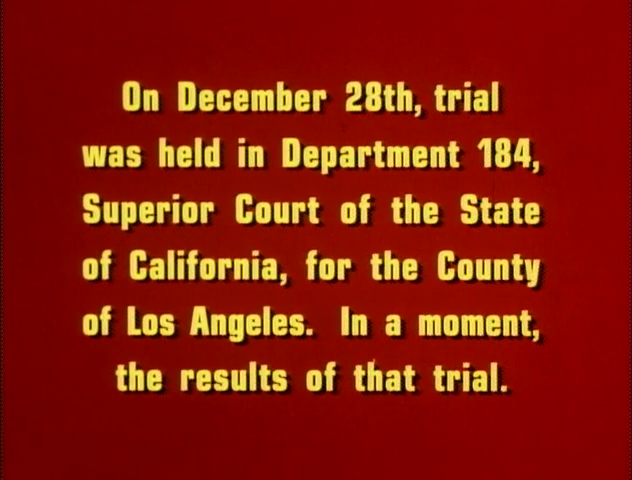 On December 28th, trial
was held in Department 184,
Superior Court of the State
of California, for the County
of Los Angeles. In a moment,
the results of that trial.